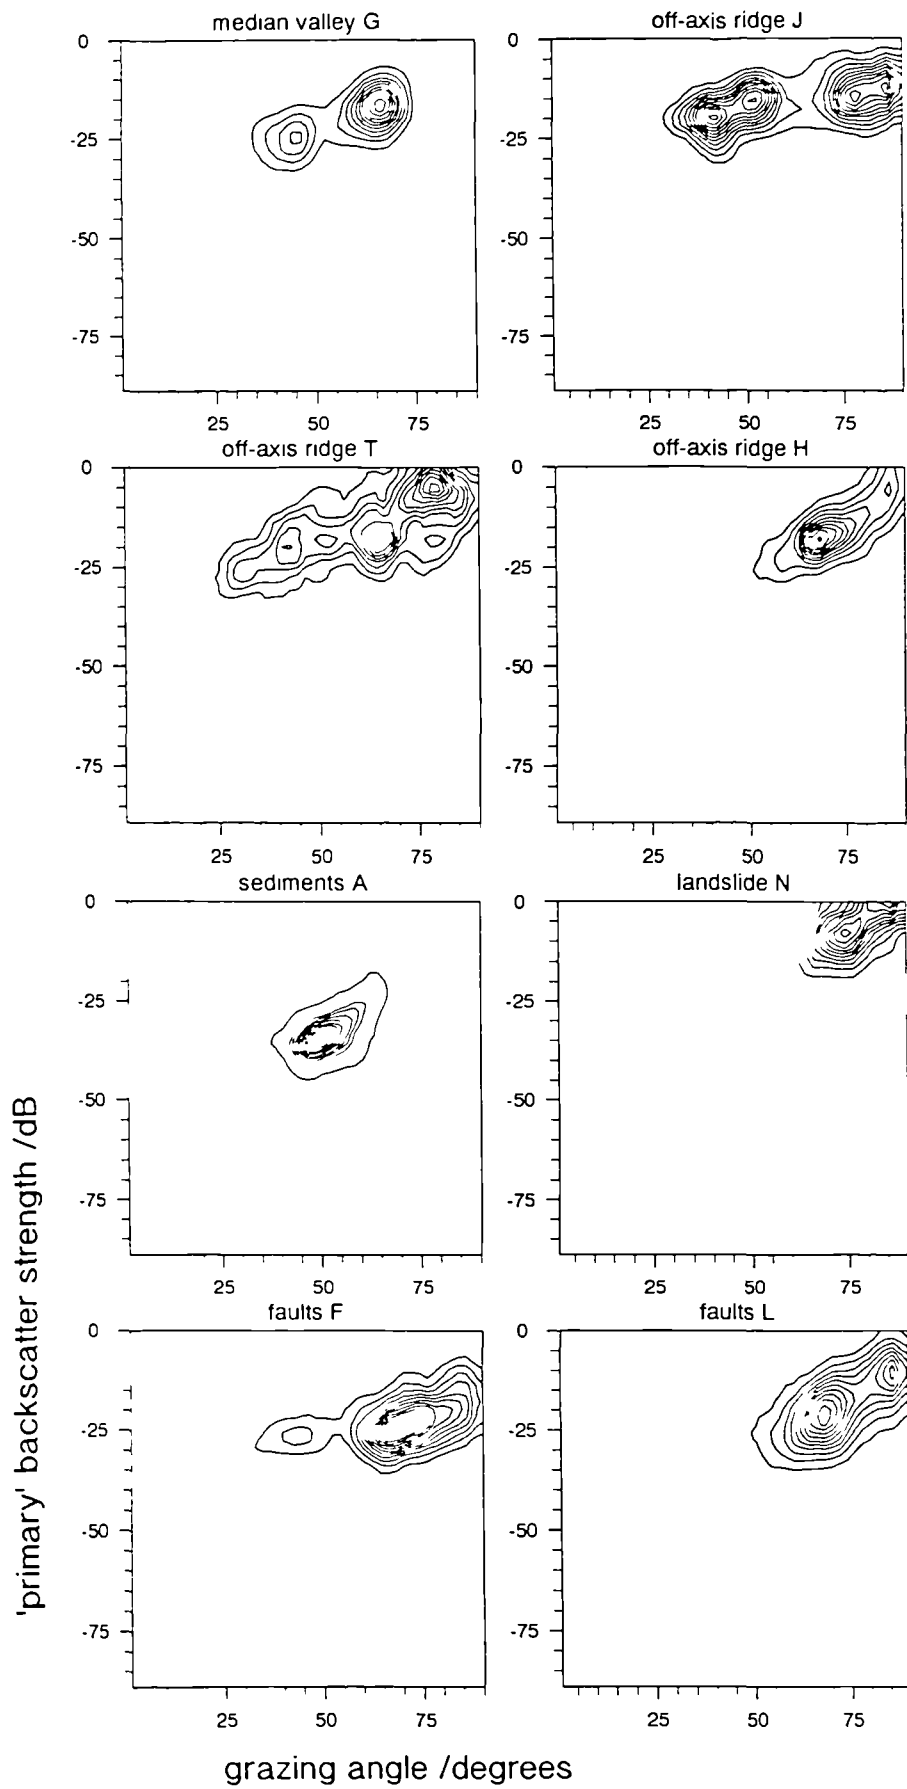 median valley G
off-axis ridge J
0
-25
-50
-75
25 50 75
0
-25
-50
-75
25 50 75
off-axis ridge T
off-axis ridge H
0
-25
-50
-75
25 50 75
0
-25
-50
-75
25 50 75
sediments A
landslide N
0
-25
-50
-75
25 50 75
0
-25
-50
-75
25 50 75
faults F
faults L
0
-25
-50
-75
25 50 75
0
-25
-50
-75
25 50 75
'primary' backscatter strength /dB
grazing angle /degrees